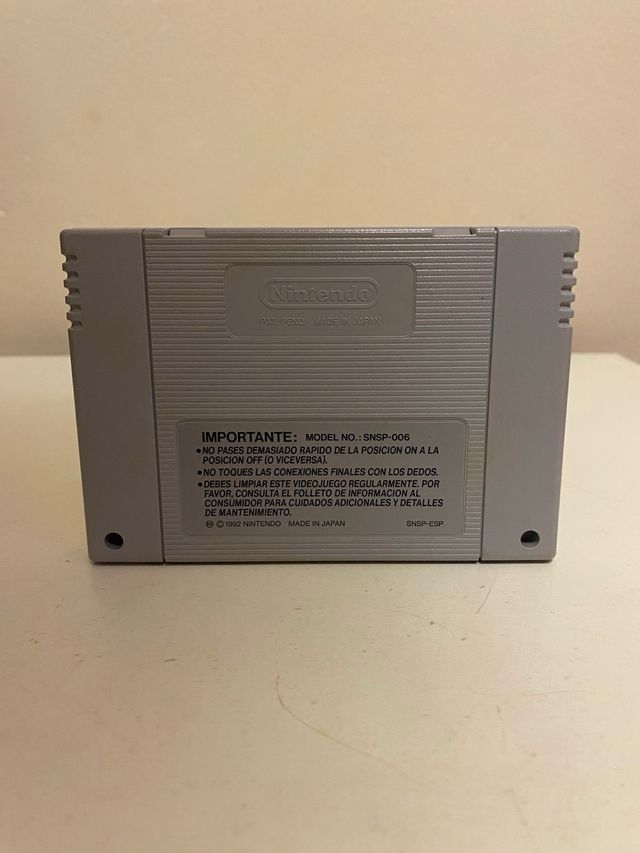 Nintendo
PAT. PEND. MADE IN JAPAN
IMPORTANTE: MODEL NO.: SNSP-006
•NO PASES DEMASIADO RAPIDO DE LA POSICION ON A LA
POSICION OFF (O VICEVERSA).
•NO TOQUES LAS CONEXIONES FINALES CON LOS DEDOS.
•DEBES LIMPIAR ESTE VIDEOJUEGO REGULARMENTE. POR
FAVOR, CONSULTA EL FOLLETO DE INFORMACION AL
CONSUMIDOR PARA CUIDADOS ADICIONALES Y DETALLES
DE MANTENIMIENTO.
Ⓜ ©1992 NINTENDO MADE IN JAPAN SNSP-ESP